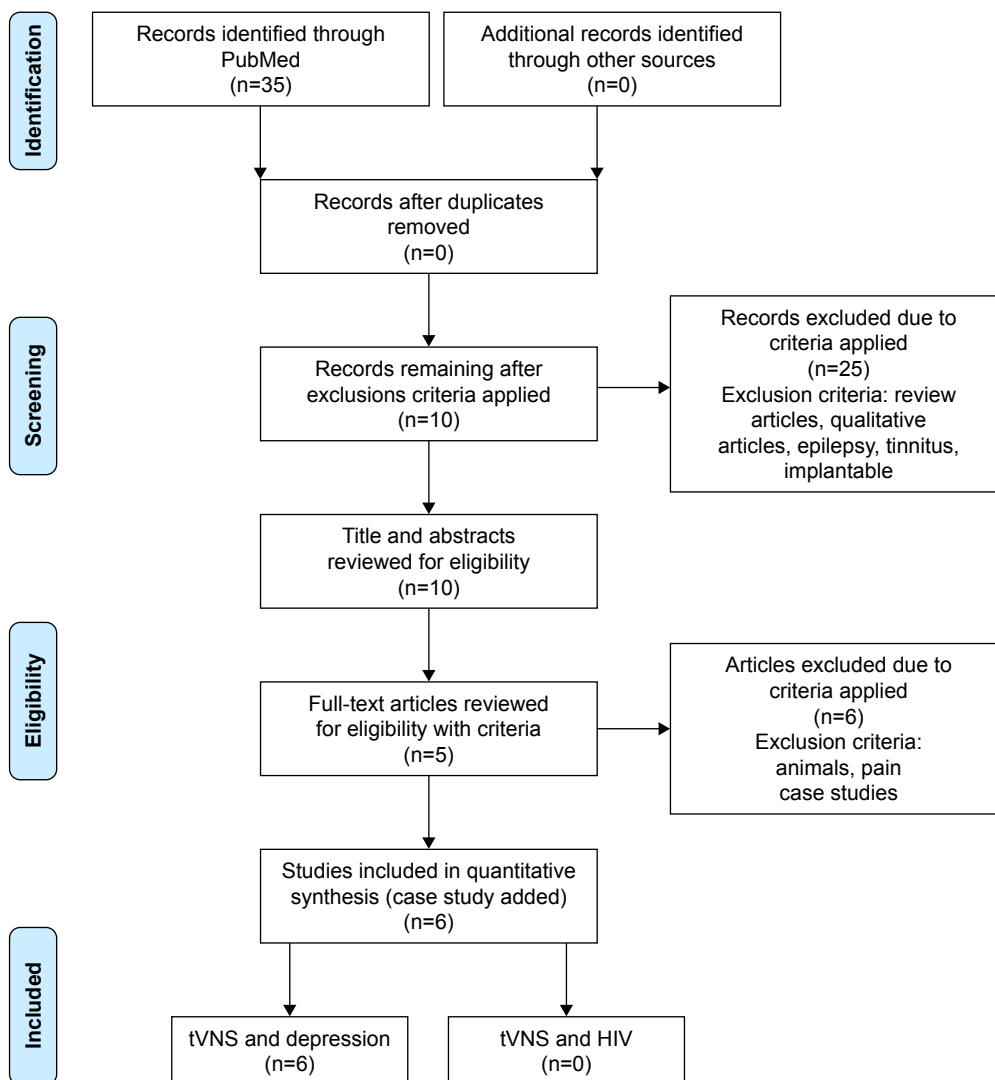 Identification
Records identified through
PubMed
(n=35)
Additional records identified
through other sources
(n=0)
Records after duplicates
removed
(n=0)
Screening
Records remaining after
exclusions criteria applied
(n=10)
Records excluded due to
criteria applied
(n=25)
Exclusion criteria: review
articles, qualitative
articles, epilepsy, tinnitus,
implantable
Title and abstracts
reviewed for eligibility
(n=10)
Eligibility
Full-text articles reviewed
for eligibility with criteria
(n=5)
Articles excluded due to
criteria applied
(n=6)
Exclusion criteria:
animals, pain
case studies
Studies included in quantitative
synthesis (case study added)
(n=6)
Included
tVNS and depression
(n=6)
tVNS and HIV
(n=0)